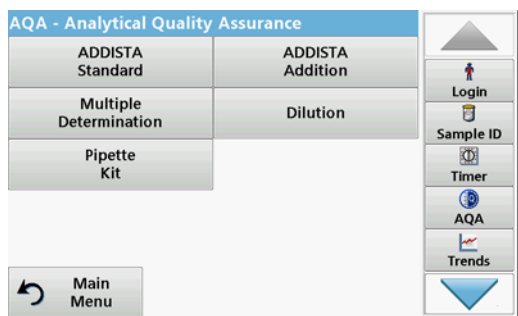 AQA - Analytical Quality Assurance
ADDISTA
Standard
ADDISTA
Addition
Multiple
Determination
Dilution
Pipette
Kit
Main
Menu
Login
Sample ID
Timer
AQA
Trends